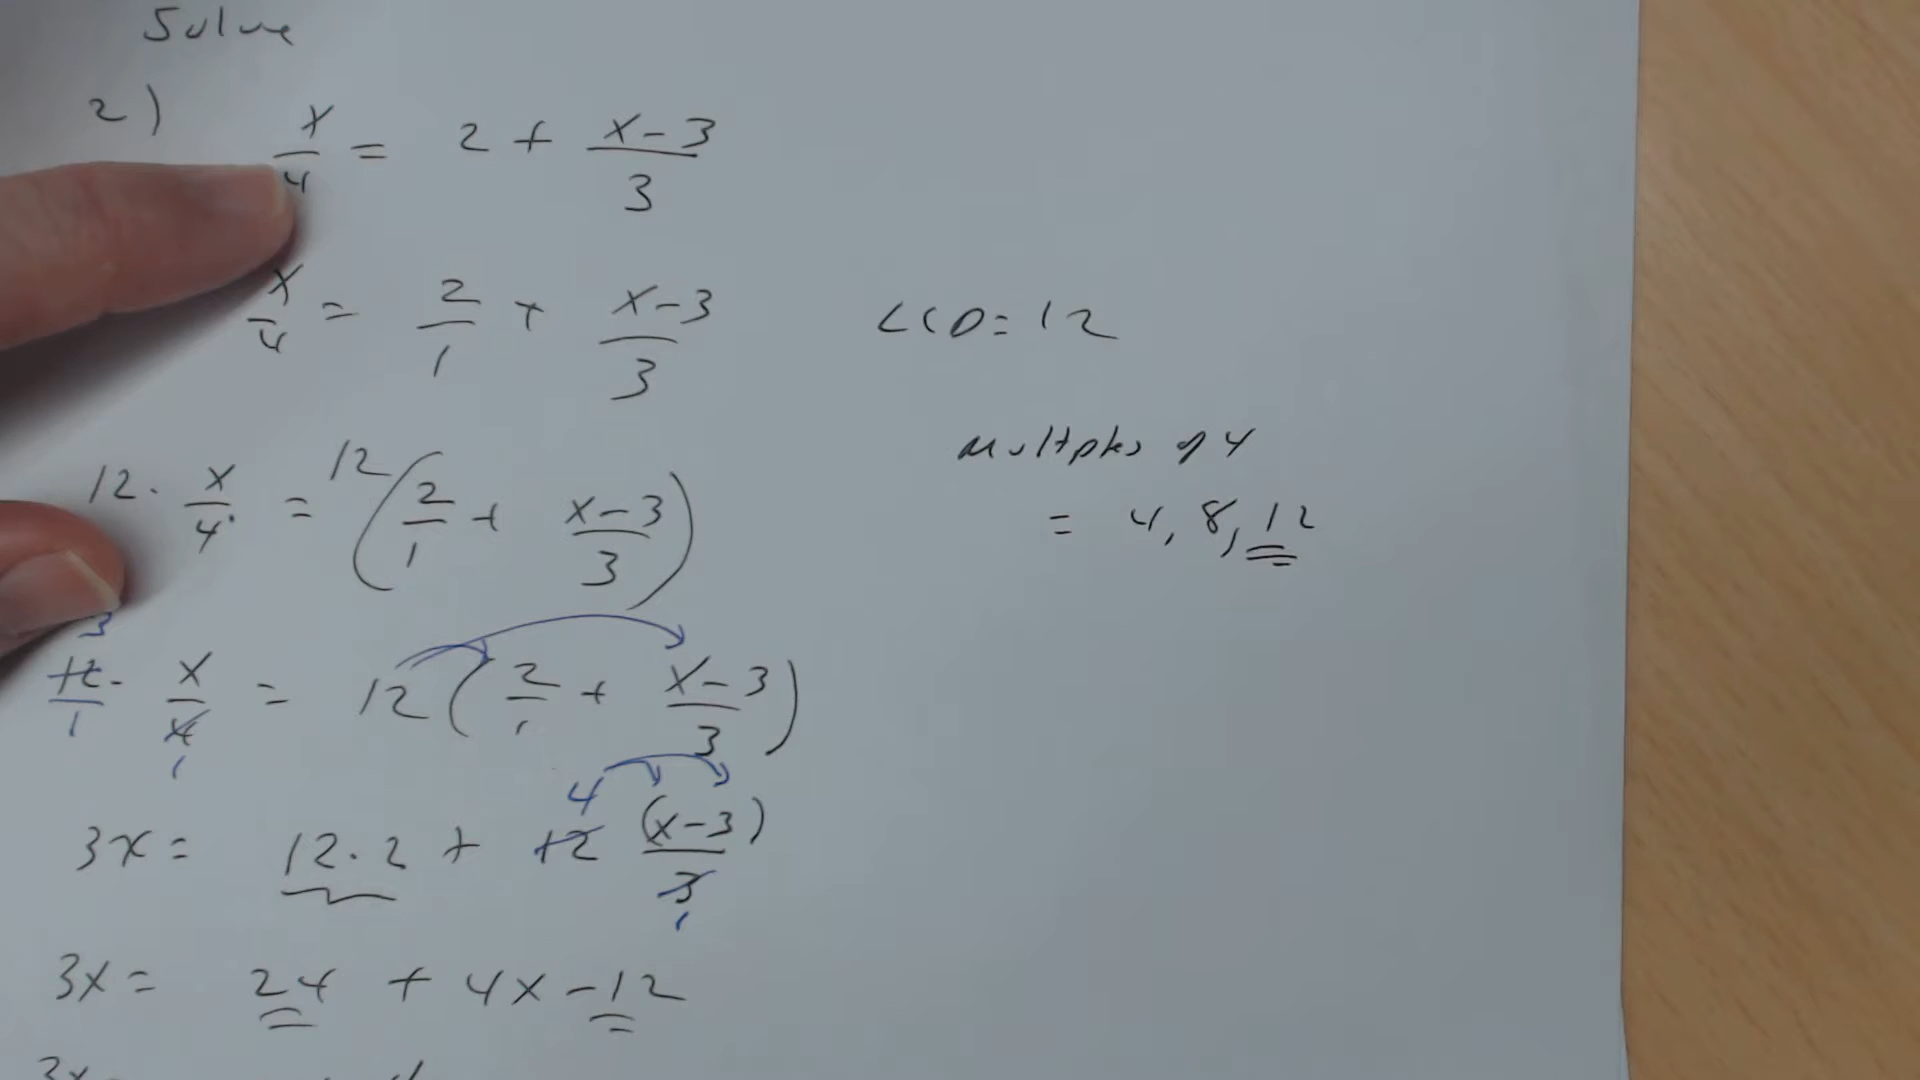 Solve
2) x/4 = 2 + (x-3)/3
x/4 = 2/1 + (x-3)/3
LCD = 12
12 · x/4 = 12 (2/1 + (x-3)/3)
multiples of 4
= 4, 8, 12
3
12/1 · x/4 = 12 (2/1 + (x-3)/3)
1
4
3x = 12 · 2 + 12 (x-3)/3
1
3x = 24 + 4x - 12